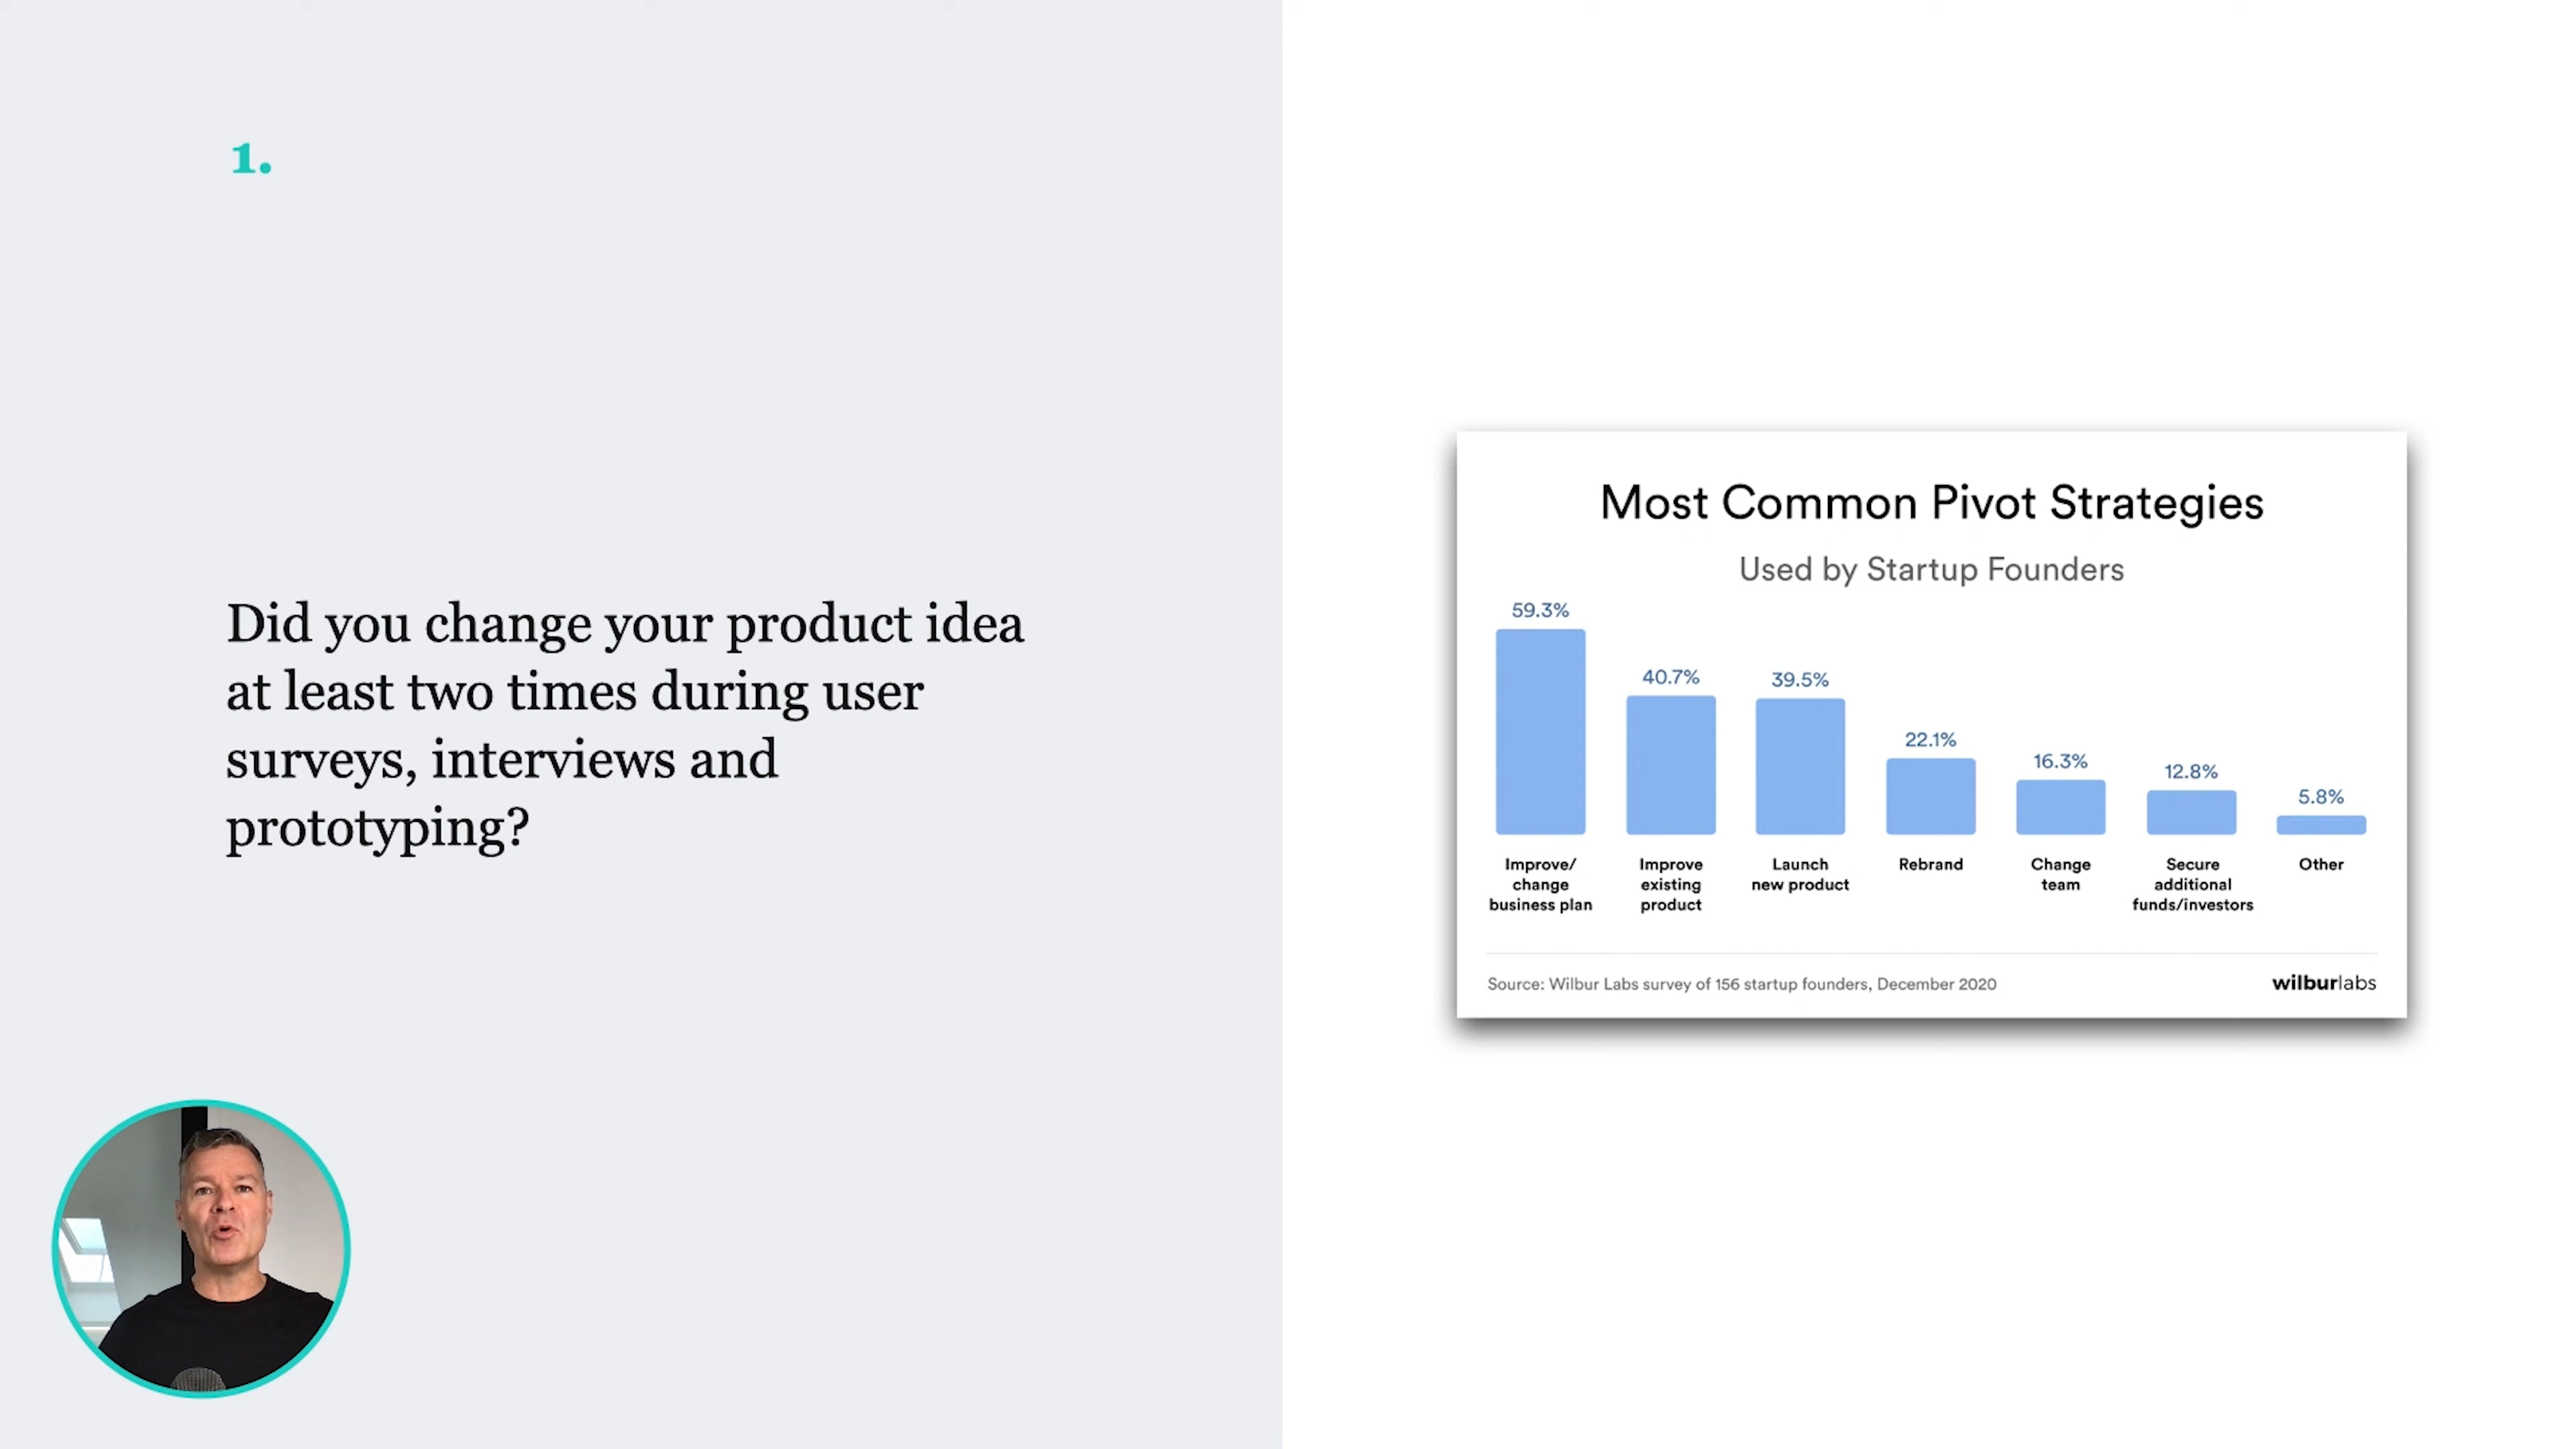 1.
Did you change your product idea
at least two times during user
surveys, interviews and
prototyping?
Most Common Pivot Strategies
Used by Startup Founders
59.3%
40.7%
39.5%
22.1%
16.3%
12.8%
5.8%
Improve/
change
business plan
Improve
existing
product
Launch
new product
Rebrand
Change
team
Secure
additional
funds/investors
Other
Source: Wilbur Labs survey of 156 startup founders, December 2020
wilburlabs